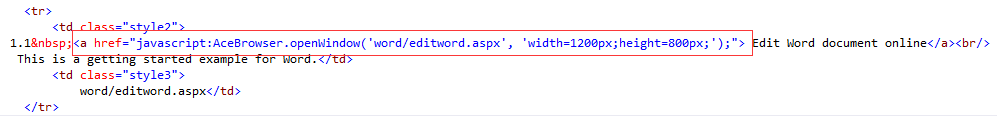 <tr>
<td class="style2">
1.1&nbsp;<a href="javascript:AceBrowser.openWindow('word/editword.aspx', 'width=1200px;height=800px;');"> Edit Word document online</a><br/>
This is a getting started example for Word.</td>
<td class="style3">
word/editword.aspx</td>
</tr>